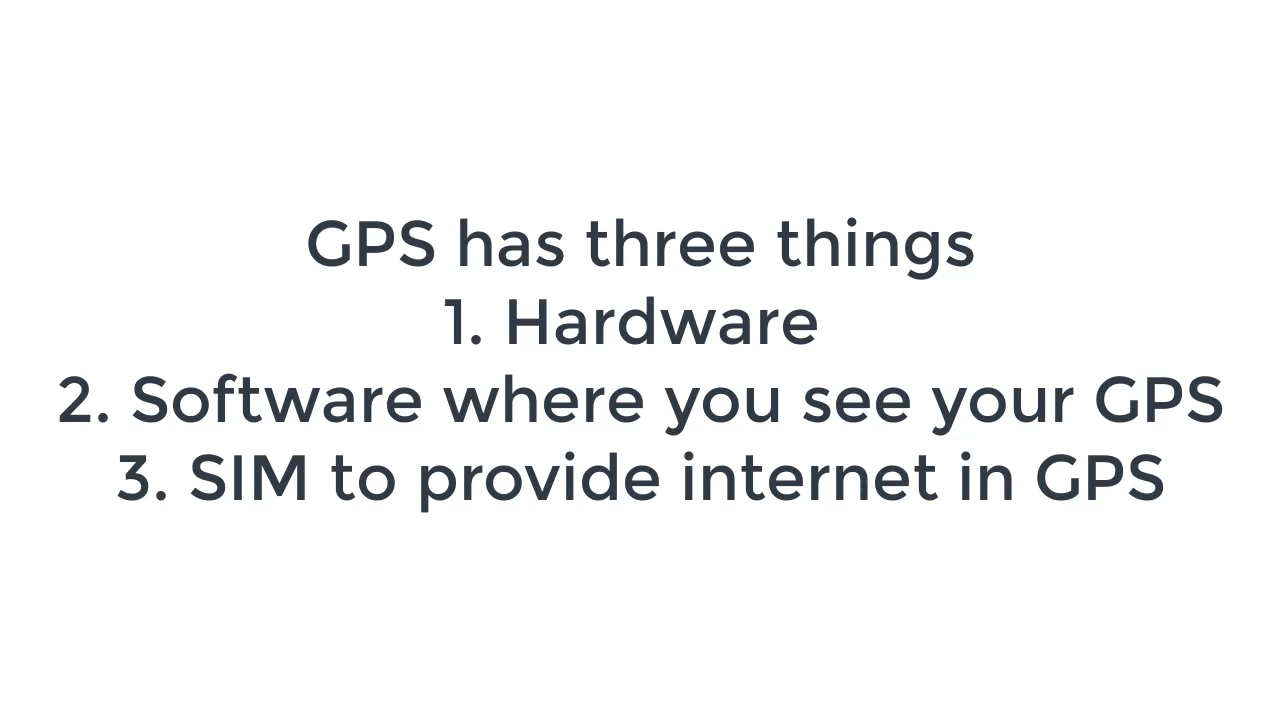 GPS has three things
1. Hardware
2. Software where you see your GPS
3. SIM to provide internet in GPS